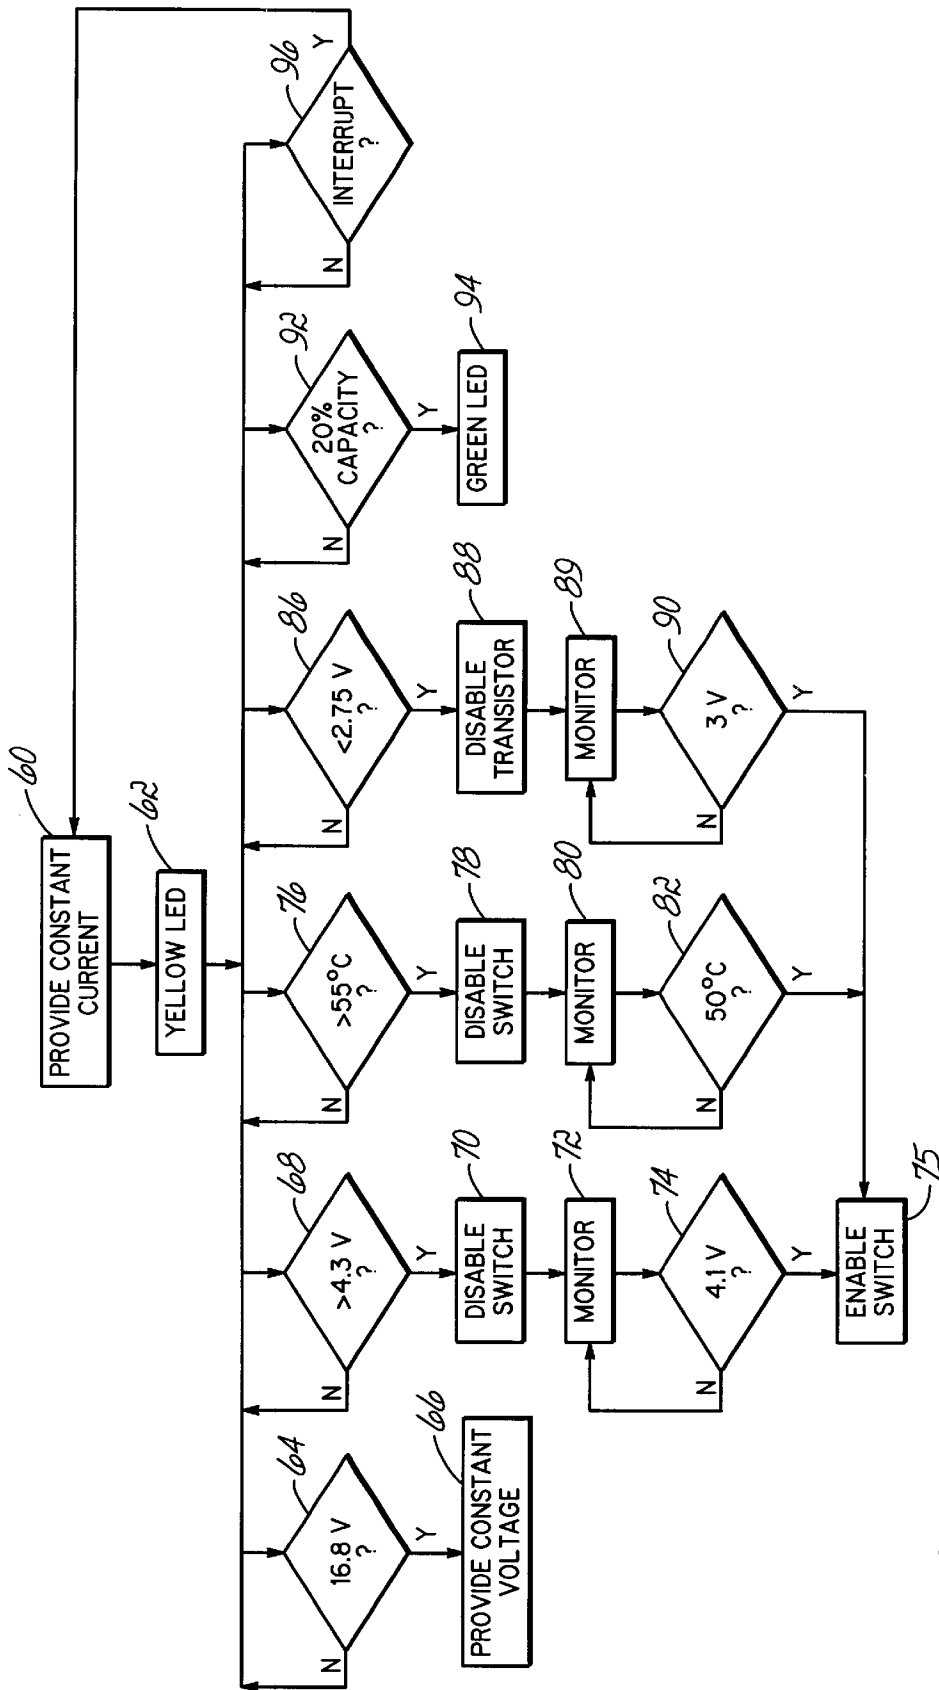 PROVIDE CONSTANT
CURRENT
60
YELLOW LED
62
16.8 V
?
64
N
Y
PROVIDE CONSTANT
VOLTAGE
66
>4.3 V
?
68
N
Y
DISABLE
SWITCH
70
MONITOR
72
4.1 V
?
74
N
Y
ENABLE
SWITCH
75
>55°C
?
76
N
Y
DISABLE
SWITCH
78
MONITOR
80
50°C
?
82
N
Y
<2.75 V
?
86
N
Y
DISABLE
TRANSISTOR
88
MONITOR
89
3 V
?
90
N
Y
20%
CAPACITY
?
92
N
Y
GREEN LED
94
INTERRUPT
?
96
N
Y